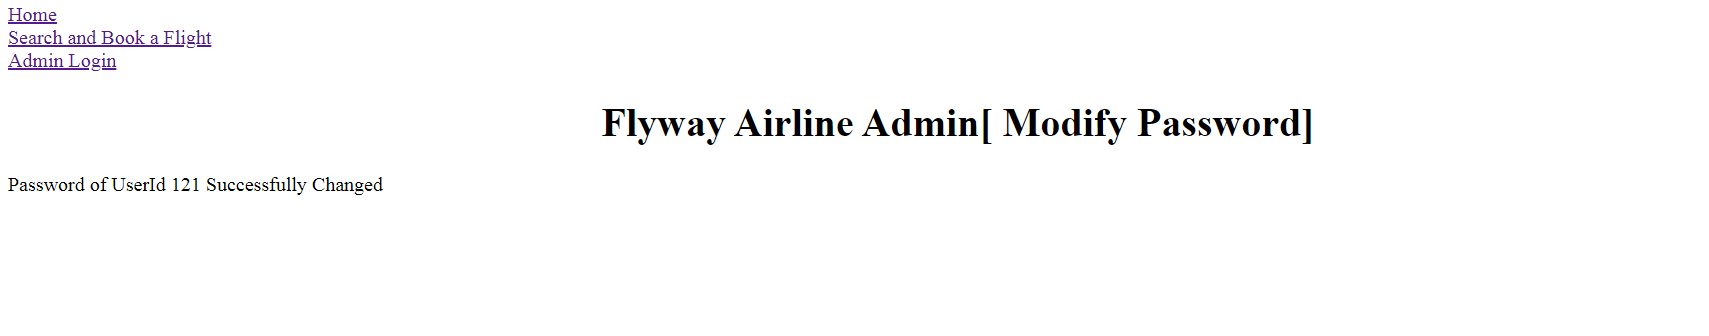 Home
Search and Book a Flight
Admin Login
Flyway Airline Admin[ Modify Password]
Password of UserId 121 Successfully Changed